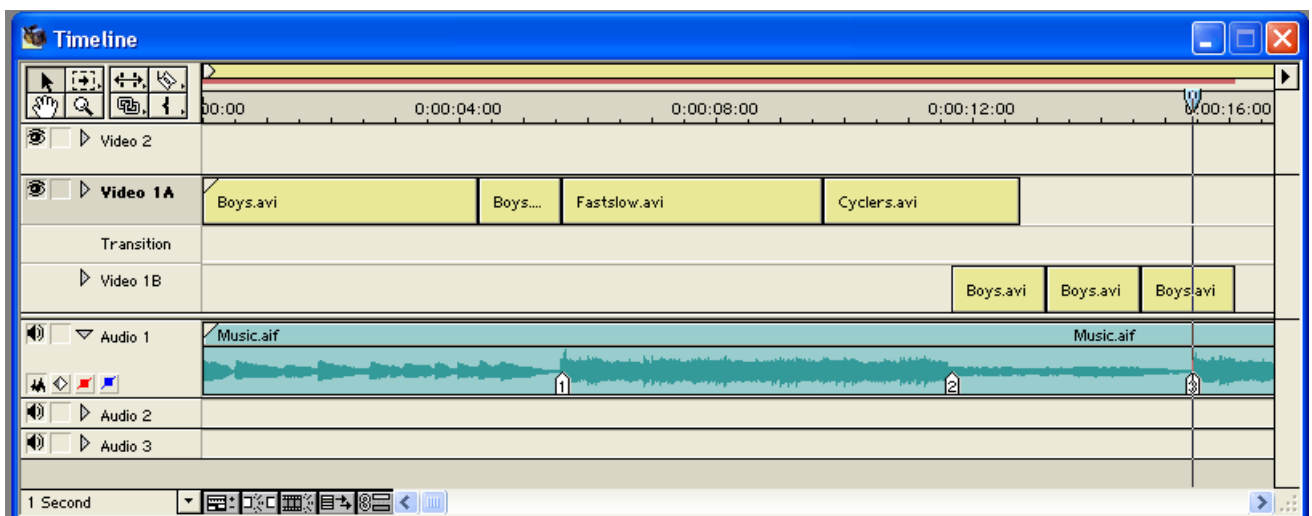 Timeline
00:00 0:00:04:00 0:00:08:00 0:00:12:00 0:00:16:00
Video 2
Video 1A
Boys.avi Boys.... Fastslow.avi Cyclers.avi
Transition
Video 1B
Boys.avi Boys.avi Boys.avi
Audio 1
Music.aif Music.aif
1 2 3
Audio 2
Audio 3
1 Second